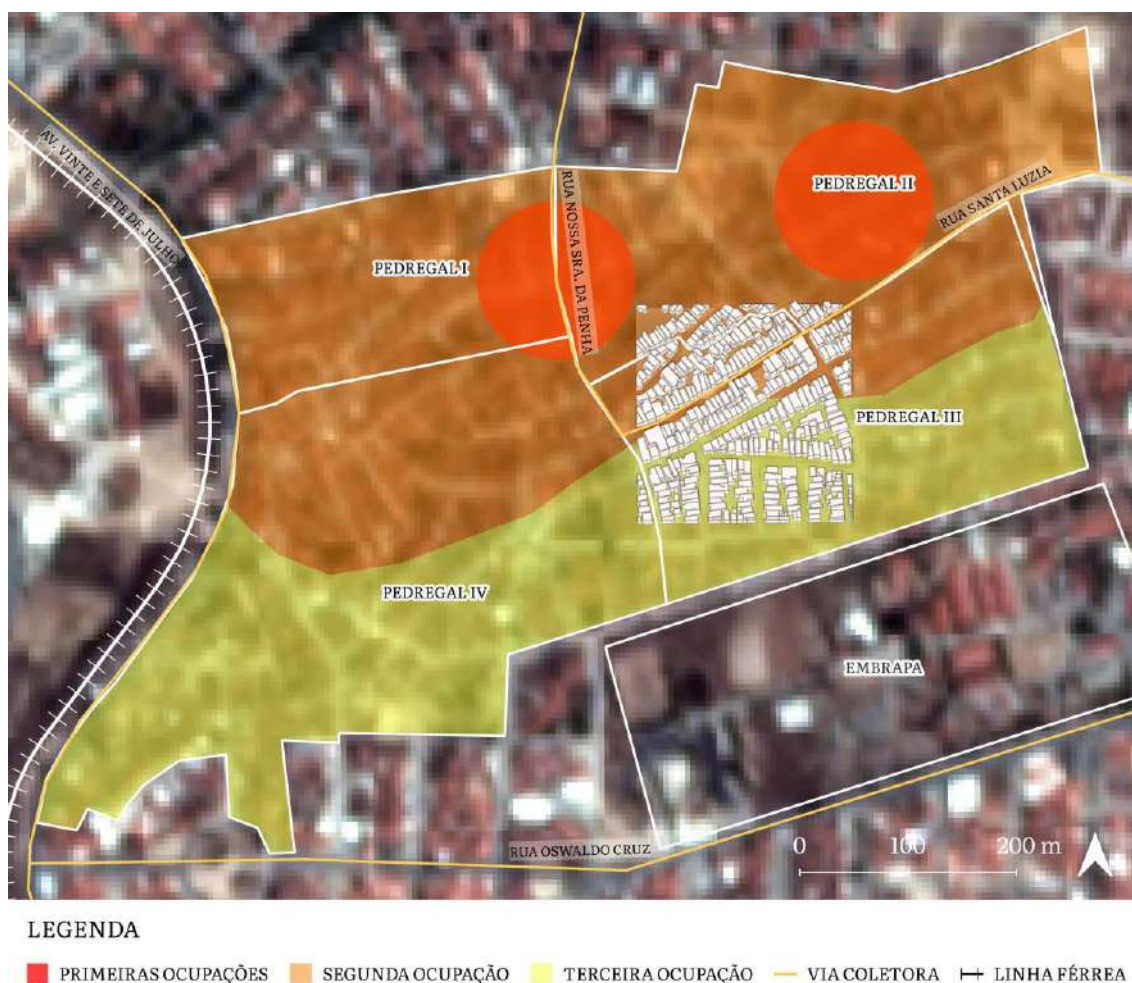 AV. VINTE E SETE DE JULHO
RUA NOSSA SRA. DA PENHA
PEDREGAL II
RUA SANTA LUZIA
PEDREGAL I
PEDREGAL III
PEDREGAL IV
EMBRAPA
RUA OSWALDO CRUZ
0 100 200 m
LEGENDA
PRIMEIRAS OCUPAÇÕES SEGUNDA OCUPAÇÃO TERCEIRA OCUPAÇÃO VIA COLETORA LINHA FÉRREA